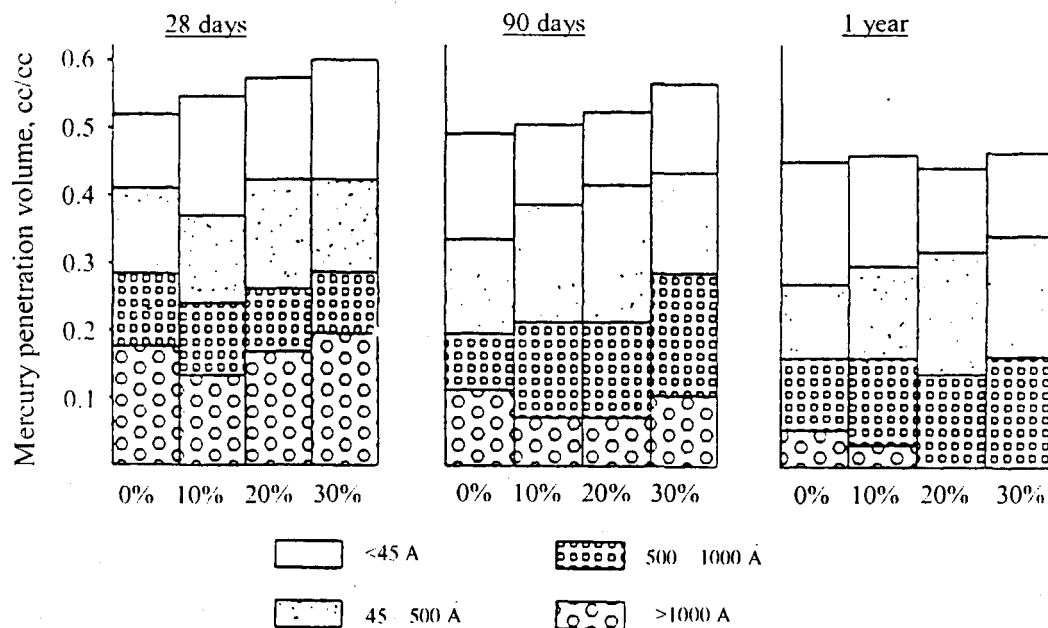 28 days 90 days 1 year
Mercury penetration volume, cc/cc
0.6
0.5
0.4
0.3
0.2
0.1
0% 10% 20% 30% 0% 10% 20% 30% 0% 10% 20% 30%
<45 A 500 1000 Å
45 500 Å >1000 A